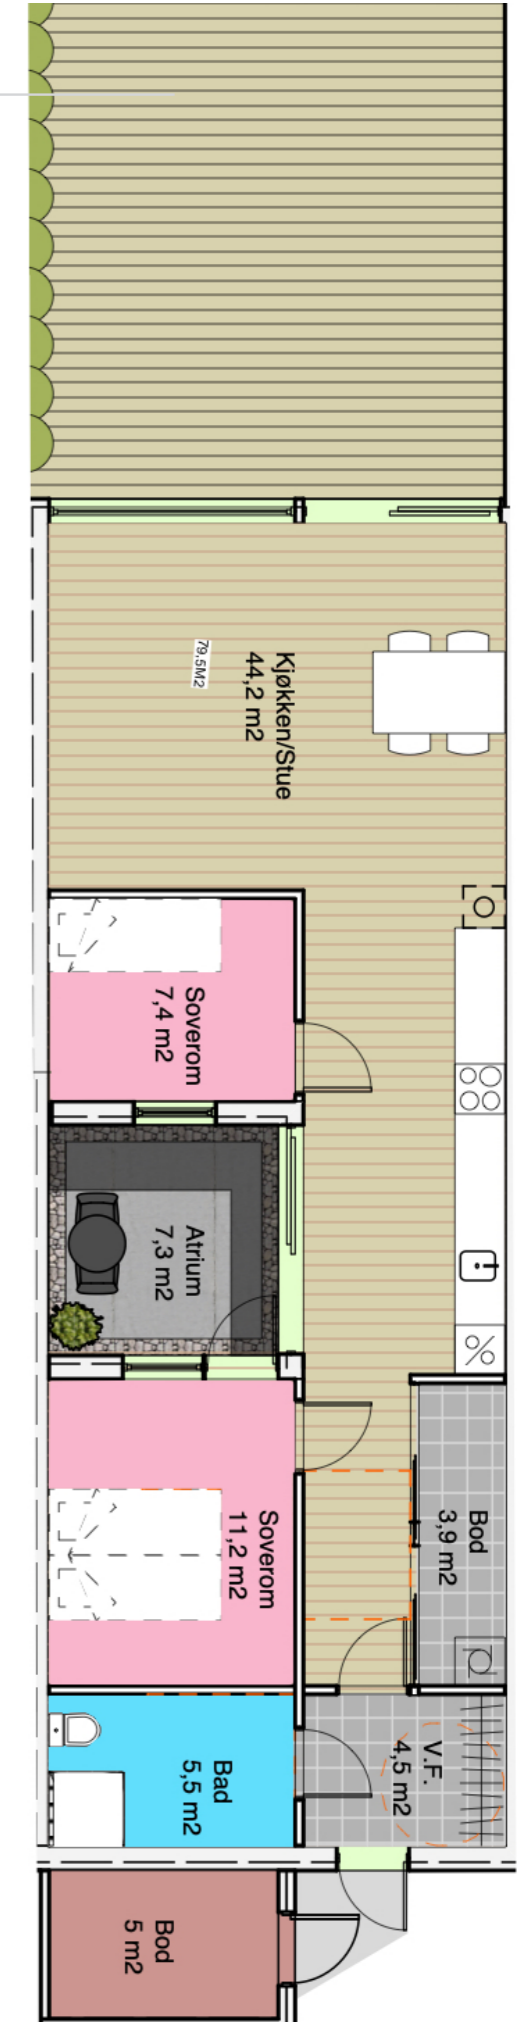 Kjøkken/Stue
44,2 m2
79,5M2
Soverom
7,4 m2
Atrium
7,3 m2
Soverom
11,2 m2
Bod
3,9 m2
V.F.
4,5 m2
Bad
5,5 m2
Bod
5 m2